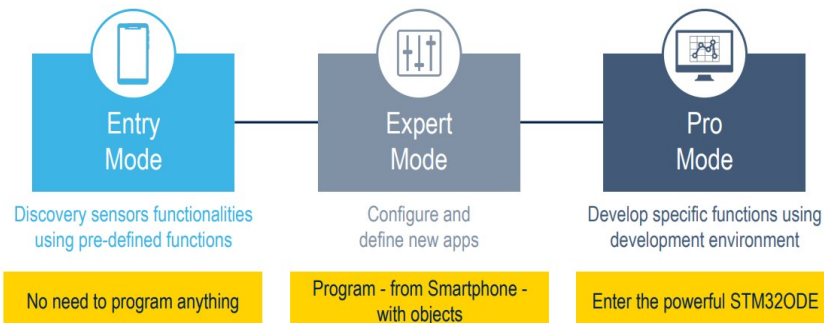 Entry
Mode
Expert
Mode
Pro
Mode
Discovery sensors functionalities
using pre-defined functions
Configure and
define new apps
Develop specific functions using
development environment
No need to program anything
Program - from Smartphone -
with objects
Enter the powerful STM32ODE